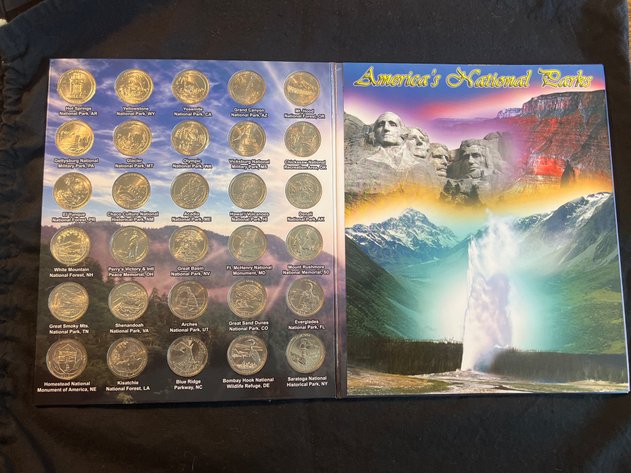 America's National Parks
Hot Springs
National Park, AR
Yellowstone
National Park, WY
Yosemite
National Park, CA
Grand Canyon
National Park, AZ
Mt. Hood
National Forest, OR
Gettysburg National
Military Park, PA
Glacier
National Park, MT
Olympic
National Park, WA
Vicksburg National
Military Park, MS
Chickasaw National
Recreation Area, OK
El Yunque
National Forest, PR
Chaco Culture National
Historical Park, NM
Acadia
National Park, ME
Hawai'i Volcanoes
National Park, HI
Denali
National Park, AK
White Mountain
National Forest, NH
Perry's Victory & Int'l
Peace Memorial, OH
Great Basin
National Park, NV
Ft. McHenry National
Monument, MD
Mount Rushmore
National Memorial, SD
Great Smoky Mts.
National Park, TN
Shenandoah
National Park, VA
Arches
National Park, UT
Great Sand Dunes
National Park, CO
Everglades
National Park, FL
Homestead National
Monument of America, NE
Kisatchie
National Forest, LA
Blue Ridge
Parkway, NC
Bombay Hook National
Wildlife Refuge, DE
Saratoga National
Historical Park, NY